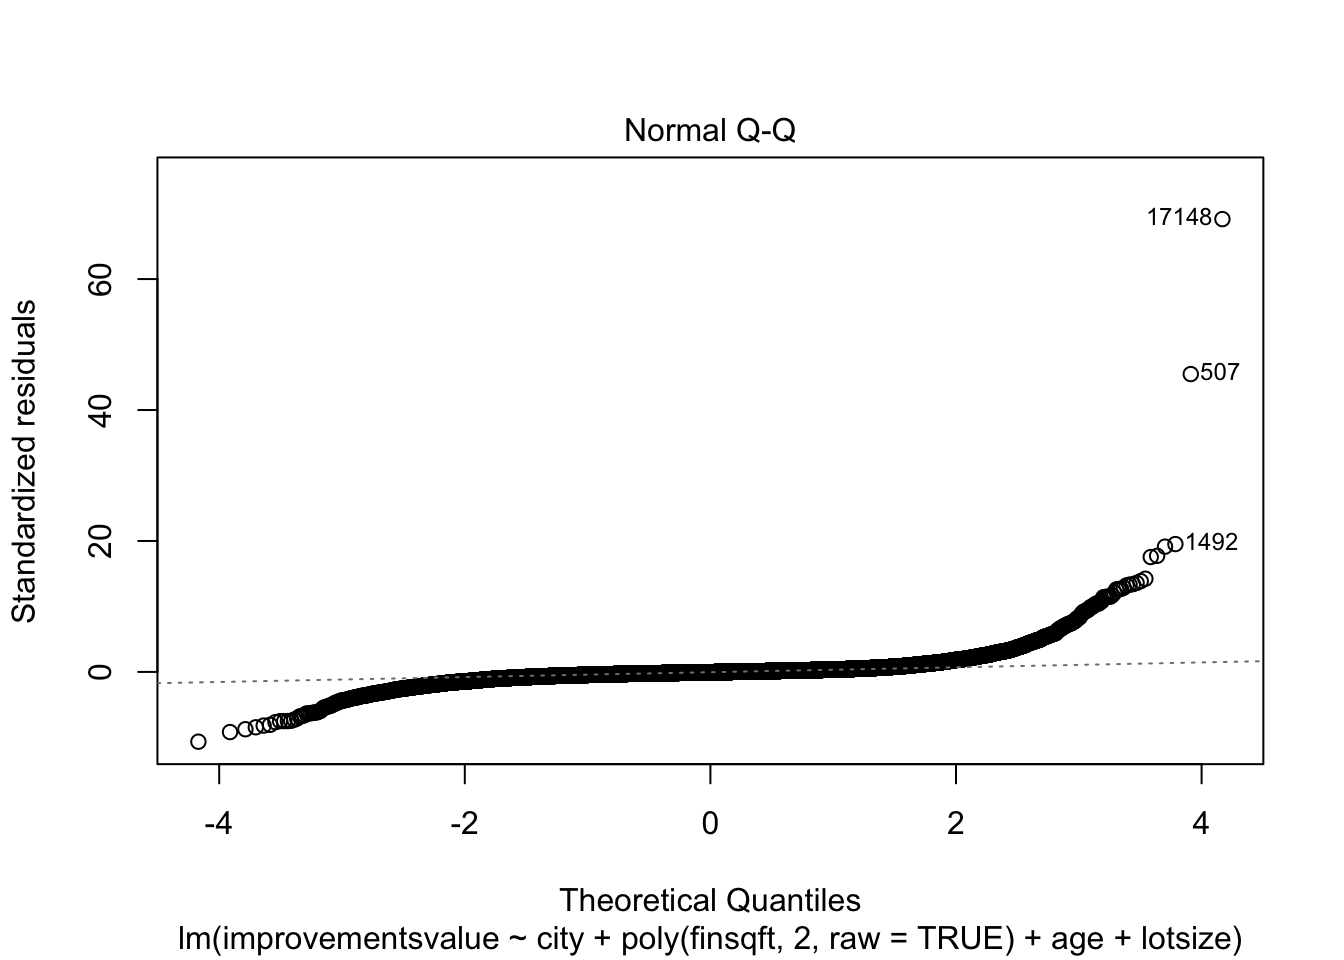 Normal Q-Q
17148
507
1492
Standardized residuals
60
40
20
0
-4 -2 0 2 4
Theoretical Quantiles
lm(improvementsvalue ~ city + poly(finsqft, 2, raw = TRUE) + age + lotsize)